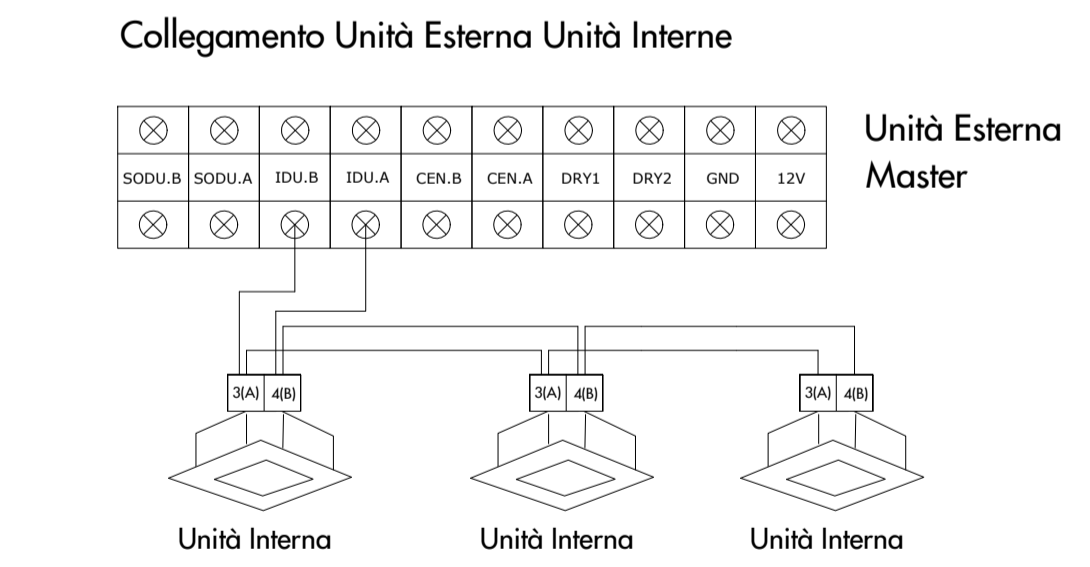 Collegamento Unità Esterna Unità Interne
SODU.B SODU.A IDU.B IDU.A CEN.B CEN.A DRY1 DRY2 GND 12V
Unità Esterna
Master
3(A) 4(B) 3(A) 4(B) 3(A) 4(B)
Unità Interna Unità Interna Unità Interna